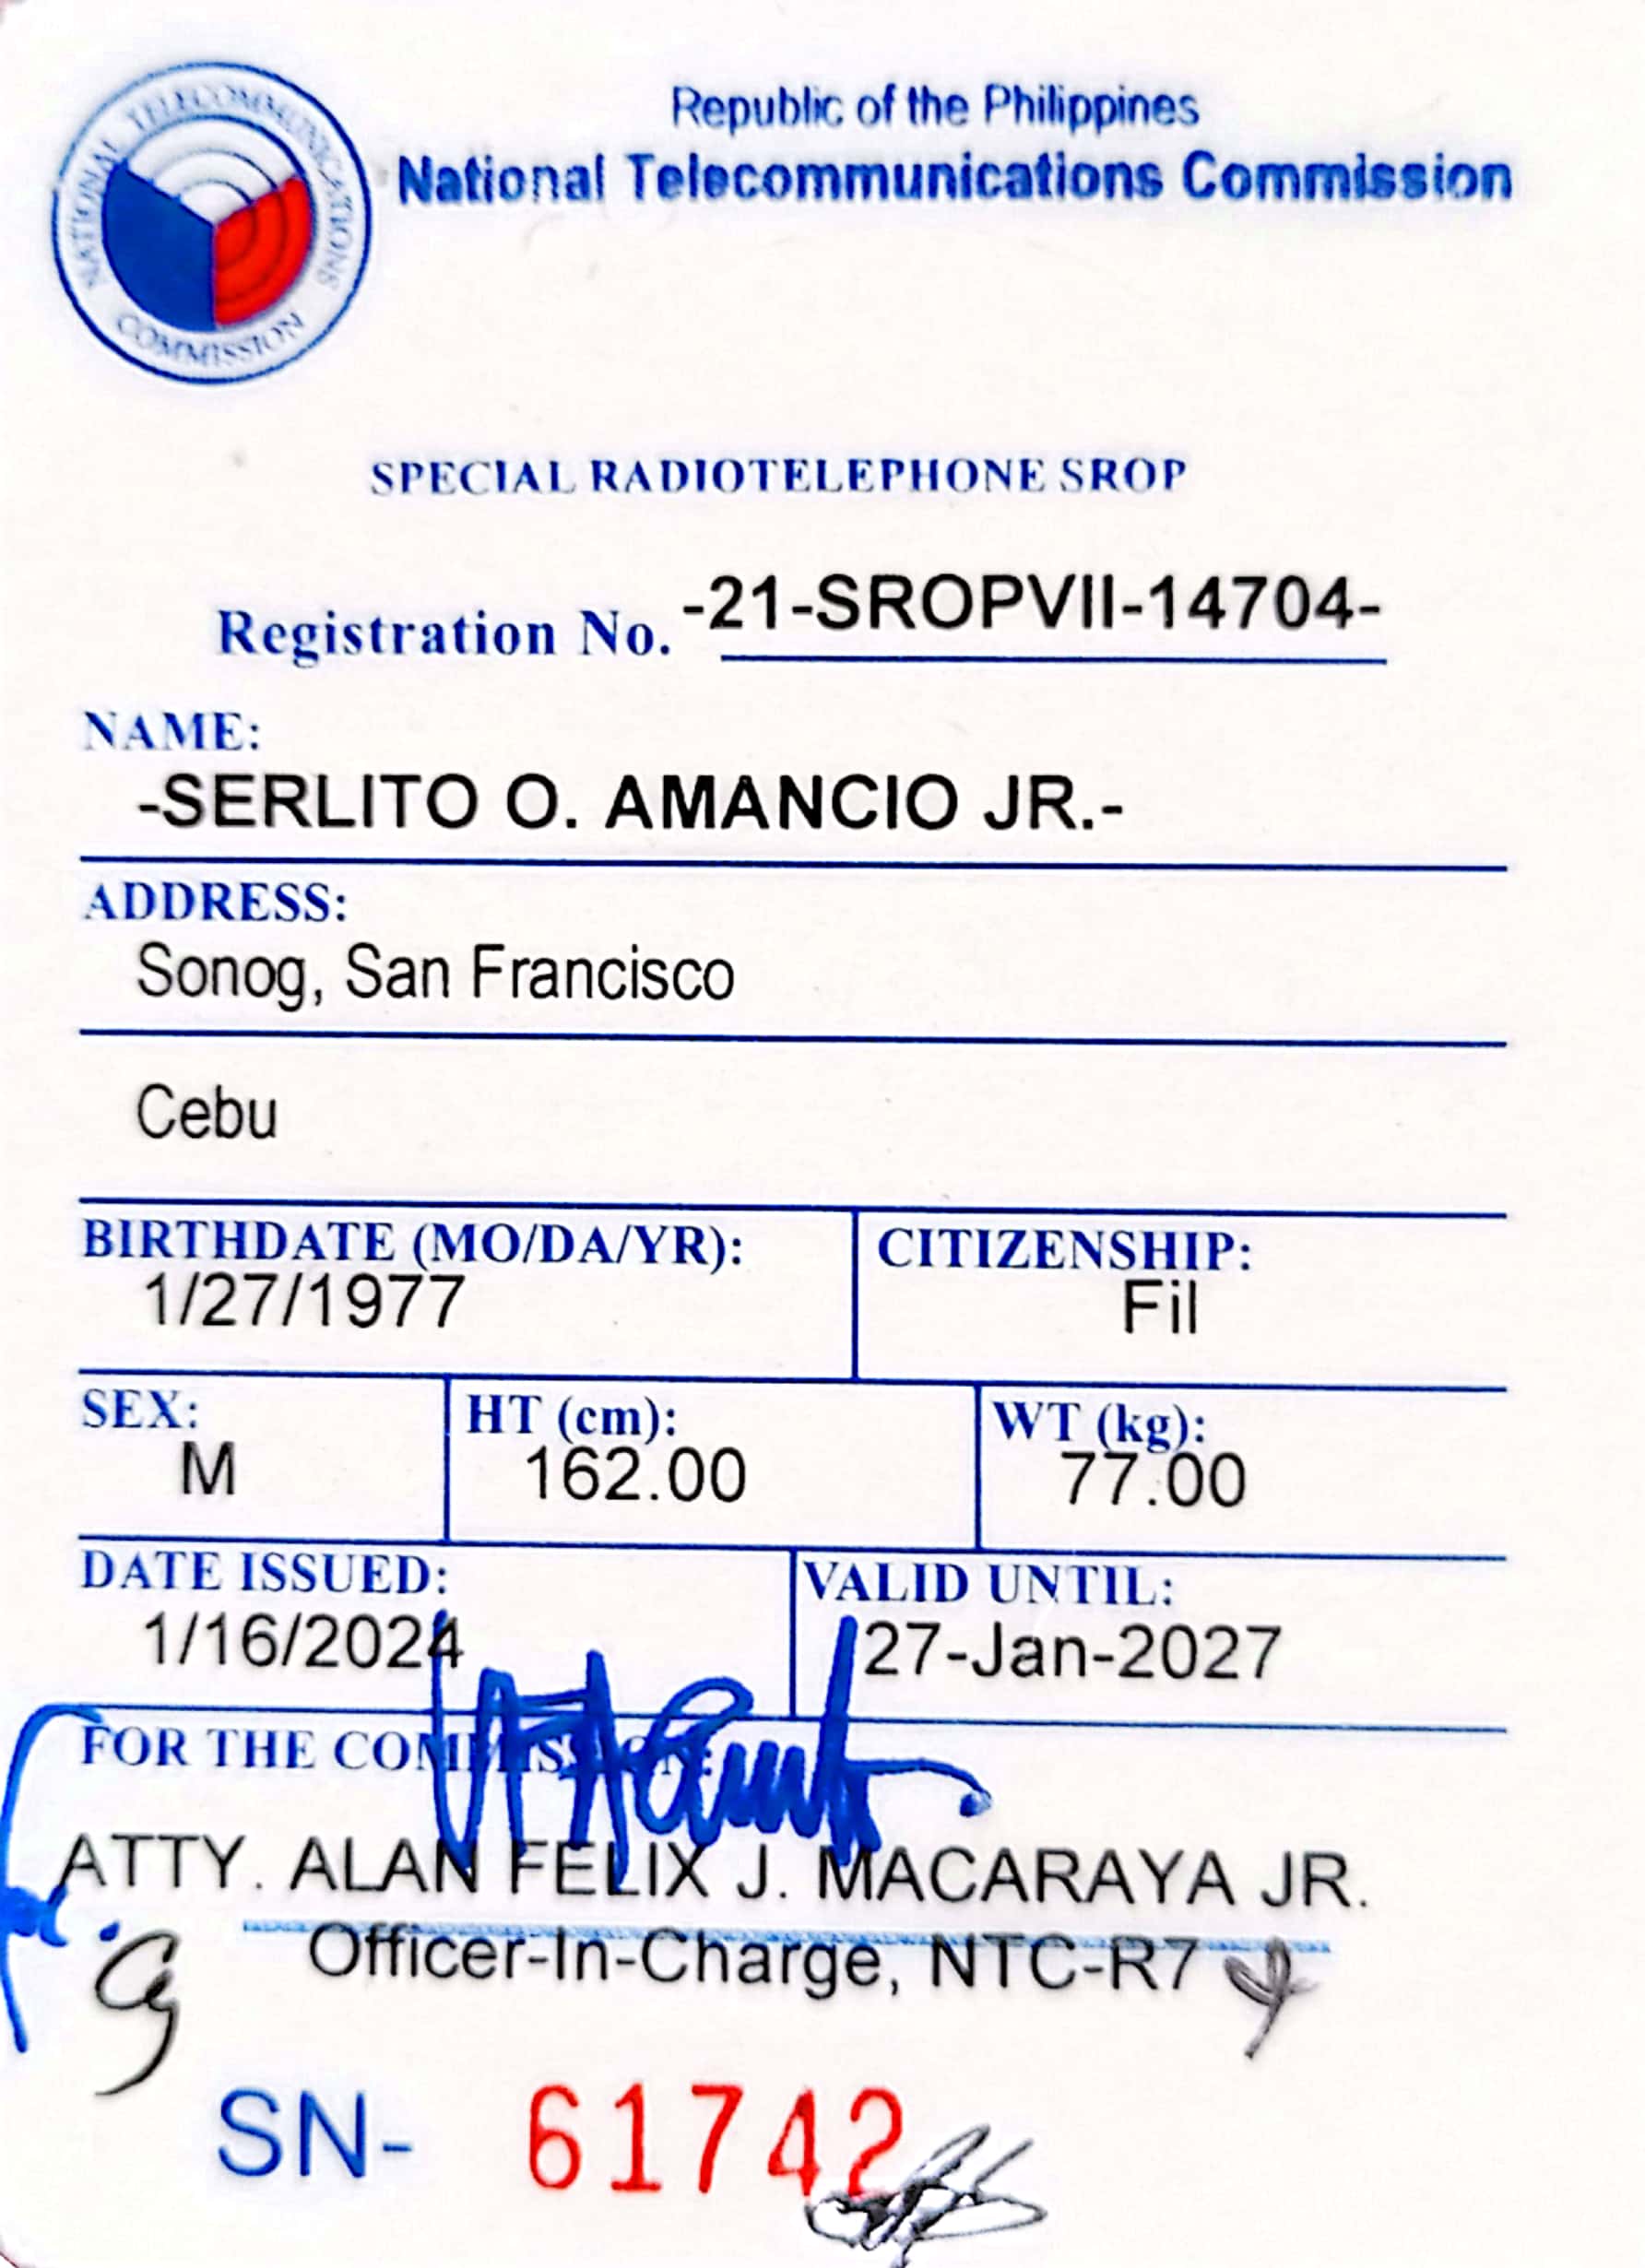 NATIONAL TELECOMMUNICATIONS COMMISSION
Republic of the Philippines
National Telecommunications Commission
SPECIAL RADIOTELEPHONE SROP
Registration No. -21-SROPVII-14704-
NAME:
-SERLITO O. AMANCIO JR.-
ADDRESS:
Sonog, San Francisco
Cebu
BIRTHDATE (MO/DA/YR): CITIZENSHIP:
1/27/1977 Fil
SEX: HT (cm): WT (kg):
M 162.00 77.00
DATE ISSUED: VALID UNTIL:
1/16/2024 27-Jan-2027
FOR THE COMMISSION:
ATTY. ALAN FELIX J. MACARAYA JR.
Officer-In-Charge, NTC-R7
SN- 61742